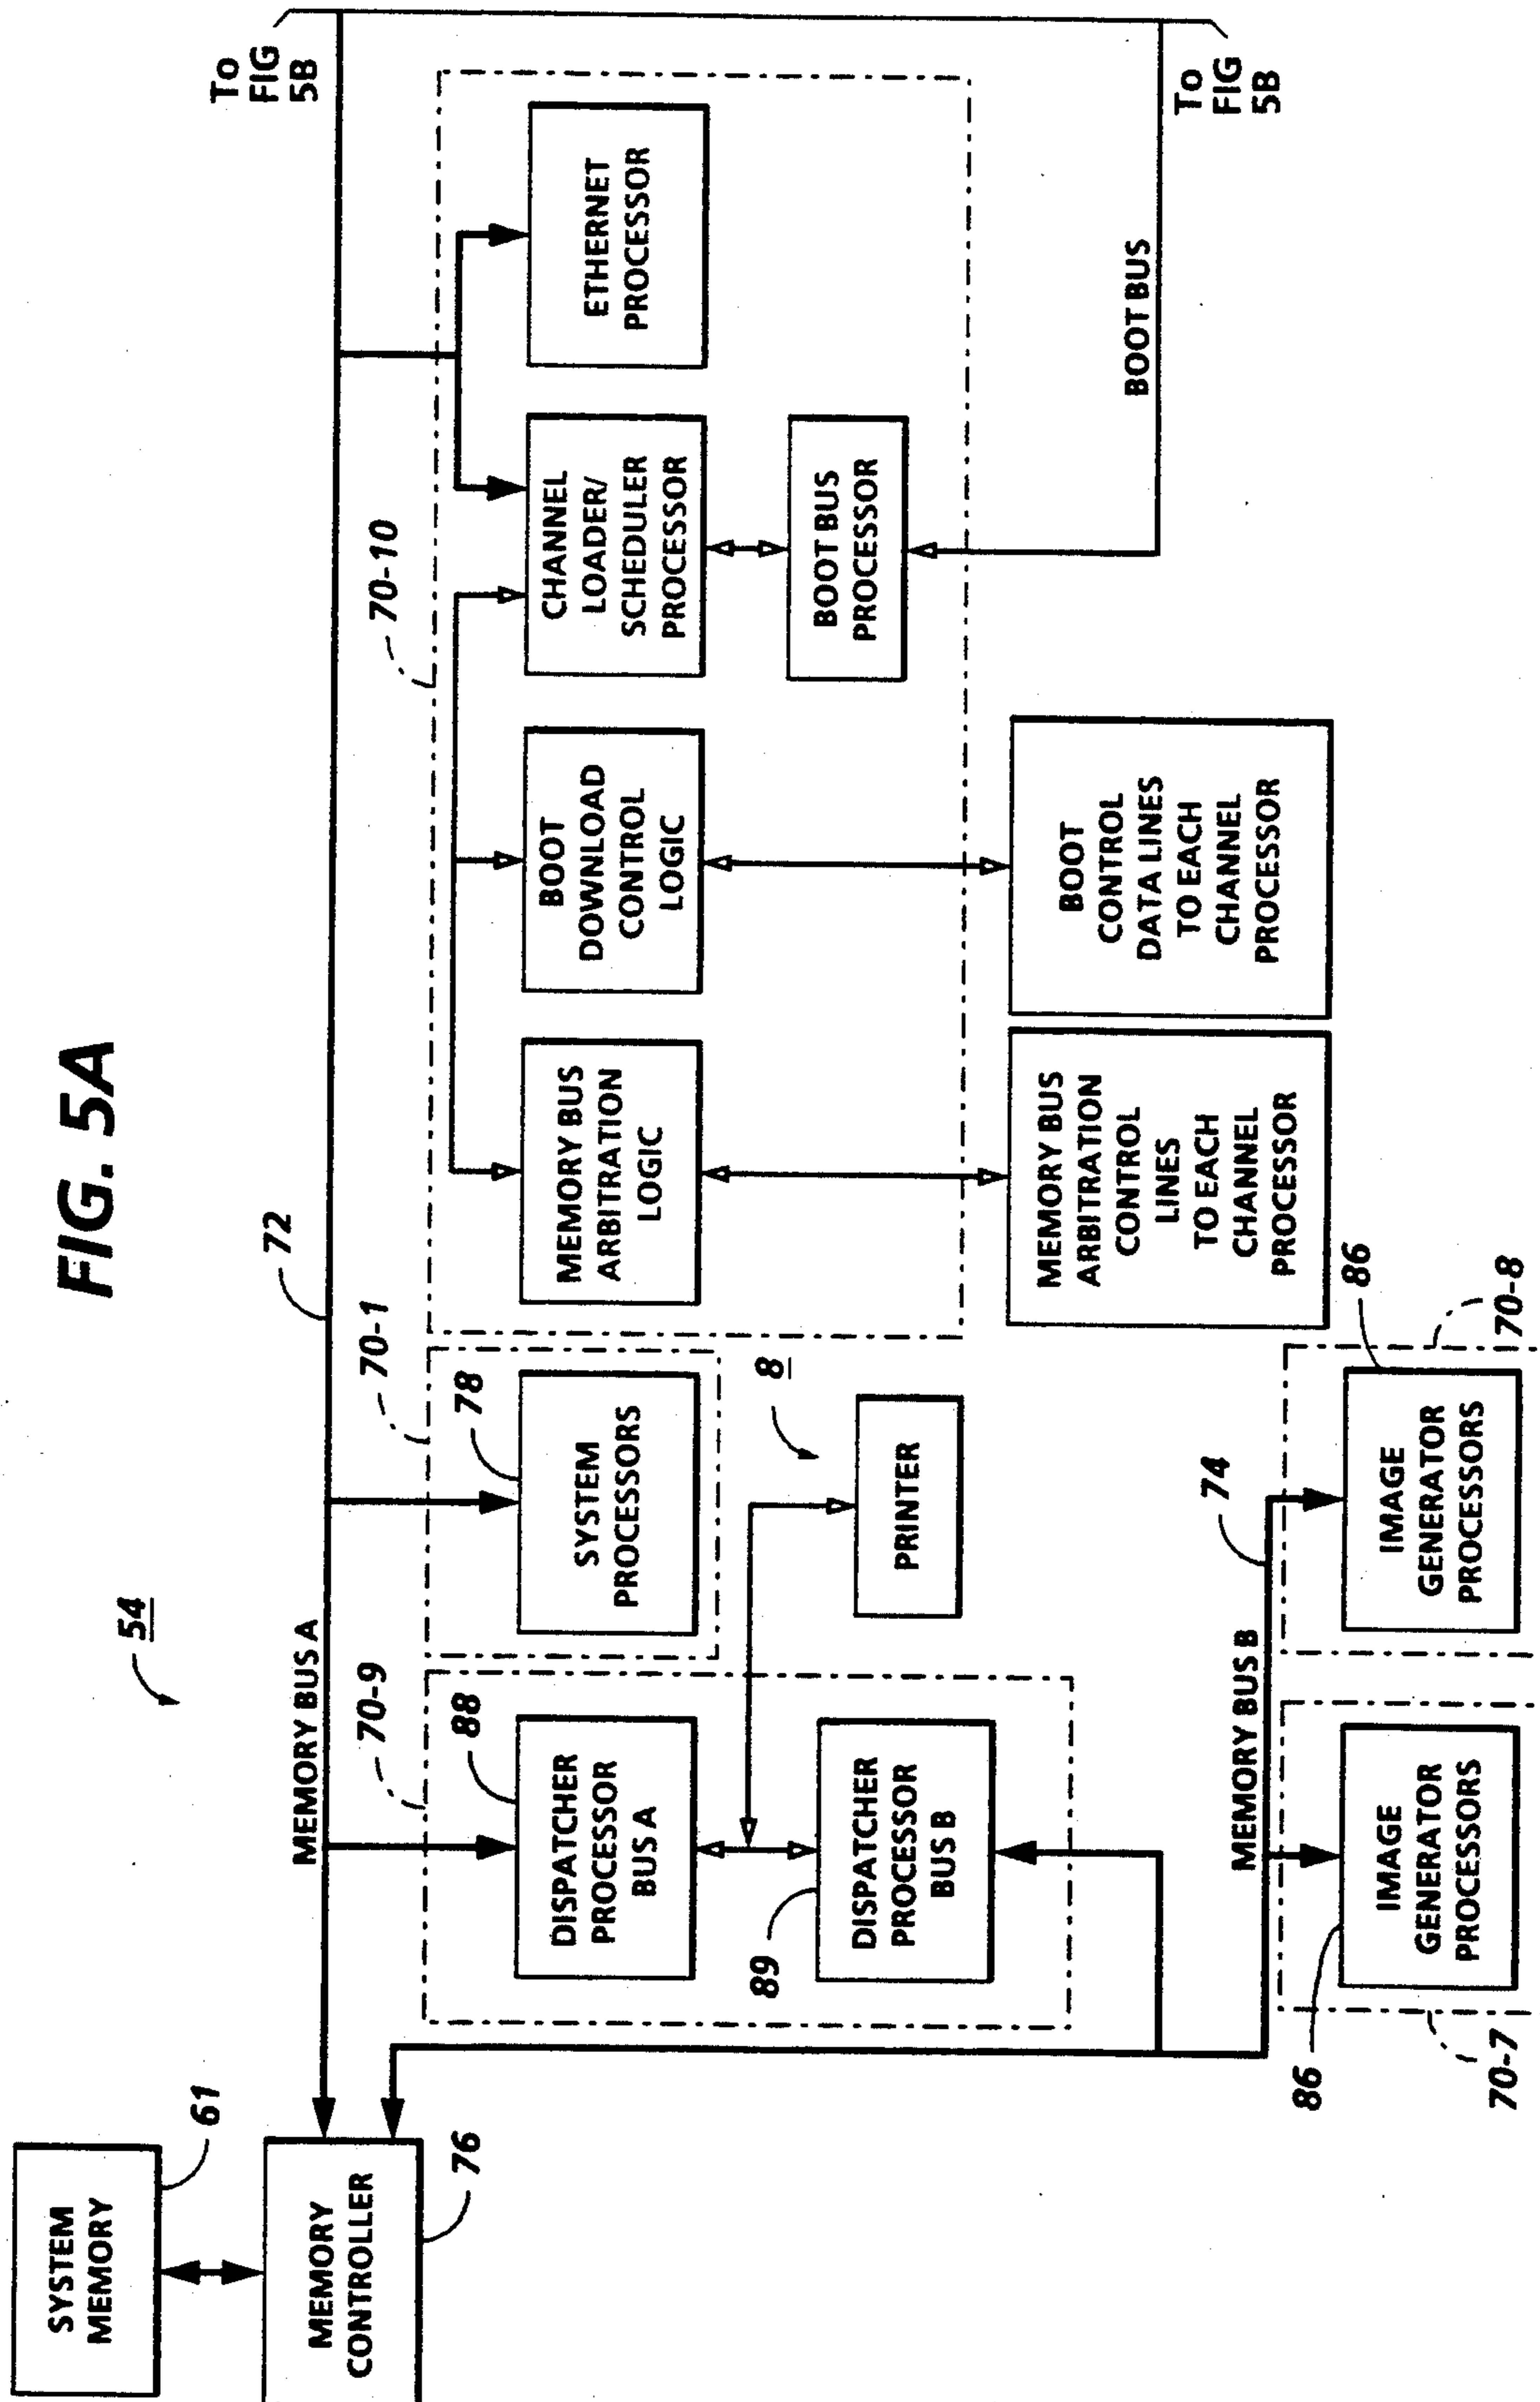 FIG. 5A
54
SYSTEM
MEMORY
61
MEMORY
CONTROLLER
76
MEMORY BUS A
72
To
FIG
5B
70-9
88
DISPATCHER
PROCESSOR
BUS A
89
DISPATCHER
PROCESSOR
BUS B
70-1
78
SYSTEM
PROCESSORS
8
PRINTER
70-10
MEMORY BUS
ARBITRATION
LOGIC
BOOT
DOWNLOAD
CONTROL
LOGIC
CHANNEL
LOADER/
SCHEDULER
PROCESSOR
ETHERNET
PROCESSOR
BOOT BUS
PROCESSOR
MEMORY BUS
ARBITRATION
CONTROL
LINES
TO EACH
CHANNEL
PROCESSOR
BOOT
CONTROL
DATA LINES
TO EACH
CHANNEL
PROCESSOR
BOOT BUS
To
FIG
5B
MEMORY BUS B
74
86
IMAGE
GENERATOR
PROCESSORS
70-7
86
IMAGE
GENERATOR
PROCESSORS
70-8